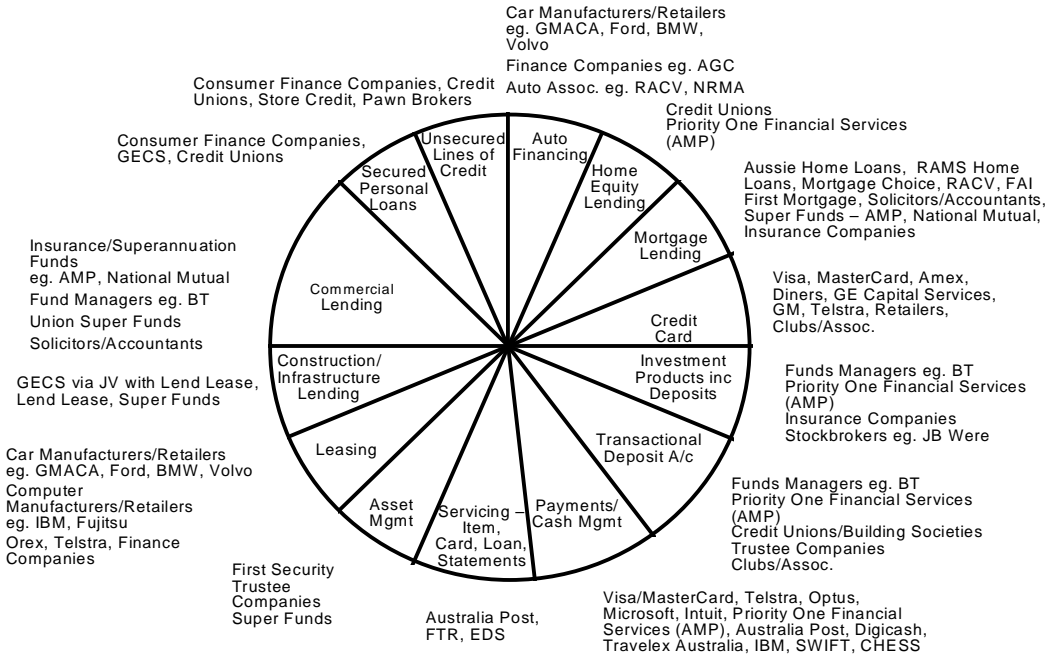 Car Manufacturers/Retailers
eg. GMACA, Ford, BMW,
Volvo
Finance Companies eg. AGC
Auto Assoc. eg. RACV, NRMA
Consumer Finance Companies, Credit
Unions, Store Credit, Pawn Brokers
Credit Unions
Priority One Financial Services
(AMP)
Consumer Finance Companies,
GECS, Credit Unions
Unsecured
Lines of
Credit
Auto
Financing
Secured
Personal
Loans
Home
Equity
Lending
Aussie Home Loans, RAMS Home
Loans, Mortgage Choice, RACV, FAI
First Mortgage, Solicitors/Accountants,
Super Funds – AMP, National Mutual,
Insurance Companies
Mortgage
Lending
Insurance/Superannuation
Funds
eg. AMP, National Mutual
Fund Managers eg. BT
Union Super Funds
Solicitors/Accountants
Commercial
Lending
Credit
Card
Visa, MasterCard, Amex,
Diners, GE Capital Services,
GM, Telstra, Retailers,
Clubs/Assoc.
GECS via JV with Lend Lease,
Lend Lease, Super Funds
Construction/
Infrastructure
Lending
Investment
Products inc
Deposits
Funds Managers eg. BT
Priority One Financial Services
(AMP)
Insurance Companies
Stockbrokers eg. JB Were
Car Manufacturers/Retailers
eg. GMACA, Ford, BMW, Volvo
Computer
Manufacturers/Retailers
eg. IBM, Fujitsu
Orex, Telstra, Finance
Companies
Leasing
Transactional
Deposit A/c
Funds Managers eg. BT
Priority One Financial Services
(AMP)
Credit Unions/Building Societies
Trustee Companies
Clubs/Assoc.
Asset
Mgmt
Servicing –
Item,
Card, Loan,
Statements
Payments/
Cash Mgmt
First Security
Trustee
Companies
Super Funds
Australia Post,
FTR, EDS
Visa/MasterCard, Telstra, Optus,
Microsoft, Intuit, Priority One Financial
Services (AMP), Australia Post, Digicash,
Travelex Australia, IBM, SWIFT, CHESS